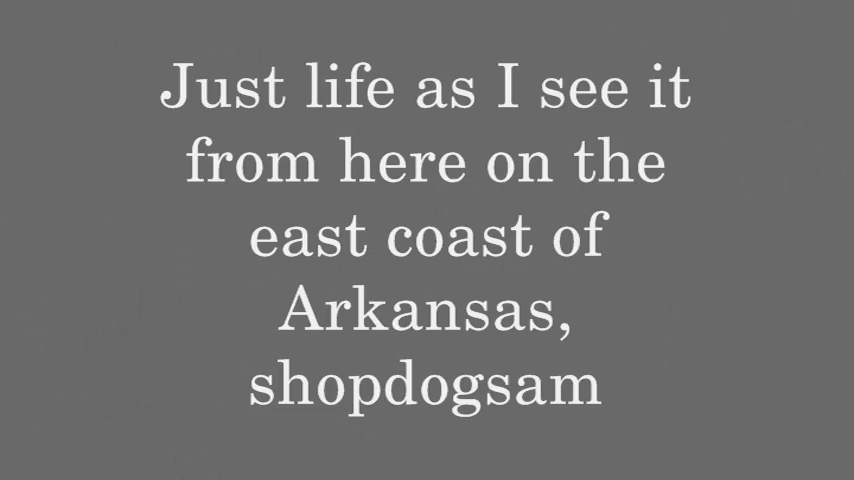 Just life as I see it
from here on the
east coast of
Arkansas,
shopdogsam